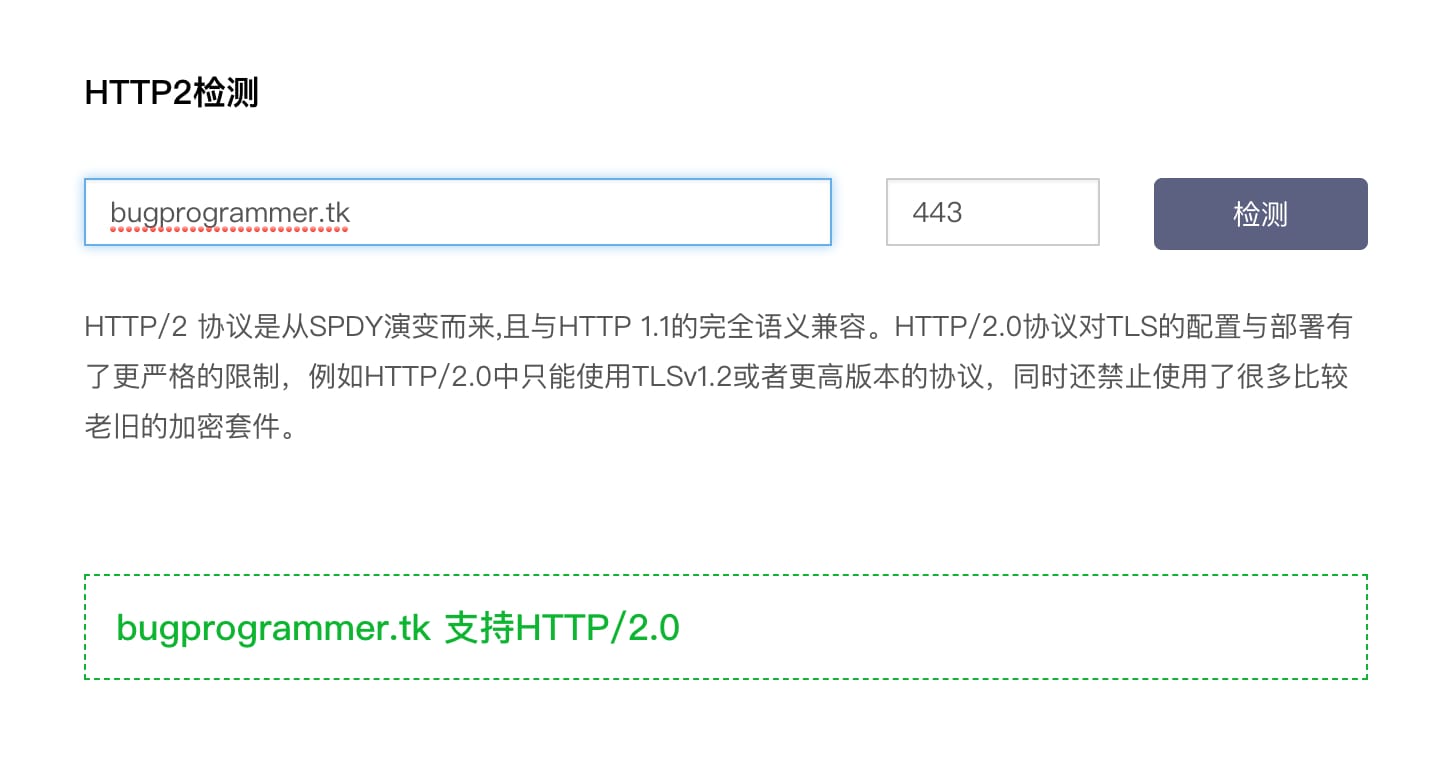 HTTP2检测
bugprogrammer.tk
443
检测
HTTP/2 协议是从SPDY演变而来,且与HTTP 1.1的完全语义兼容。HTTP/2.0协议对TLS的配置与部署有
了更严格的限制，例如HTTP/2.0中只能使用TLSv1.2或者更高版本的协议，同时还禁止使用了很多比较
老旧的加密套件。
bugprogrammer.tk 支持HTTP/2.0